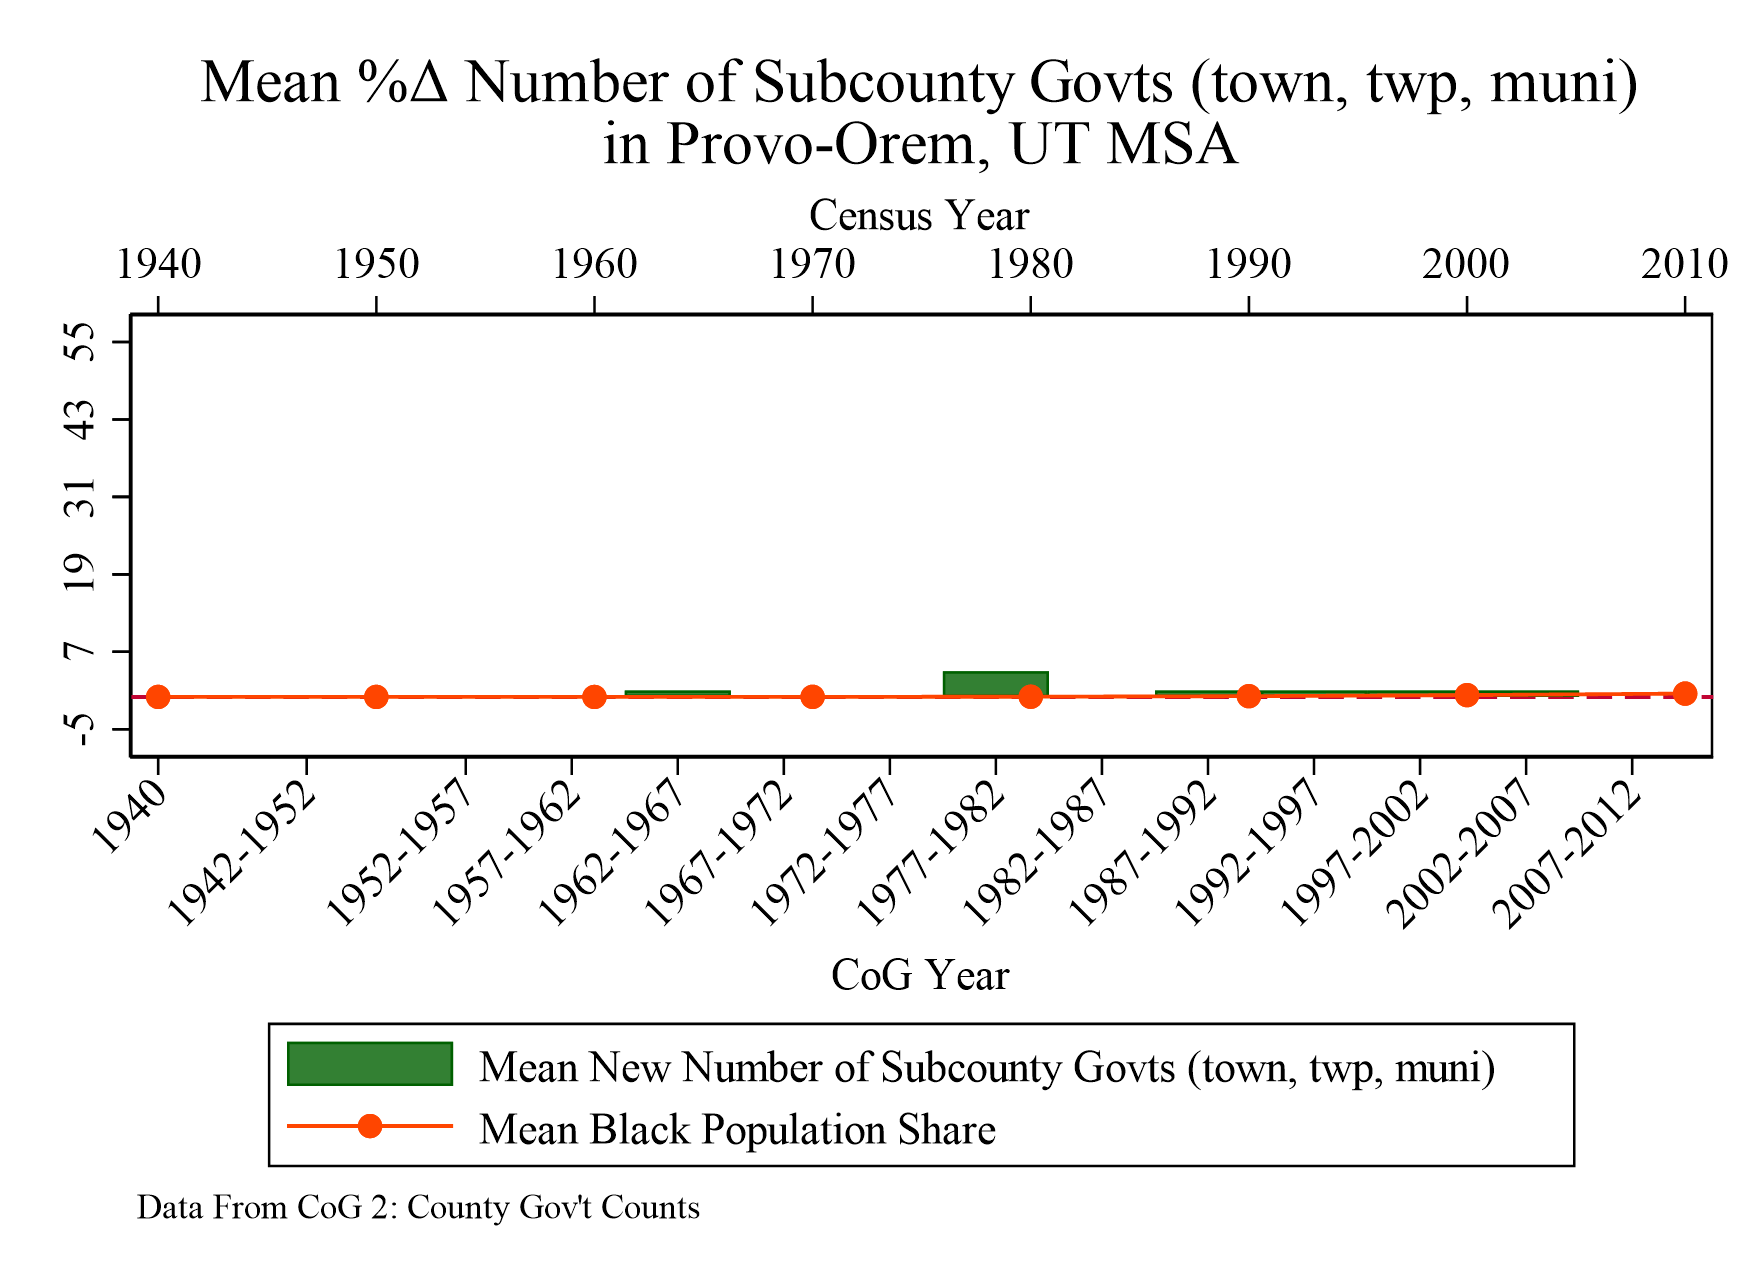 Mean %Δ Number of Subcounty Govts (town, twp, muni)
in Provo-Orem, UT MSA
Census Year
1940 1950 1960 1970 1980 1990 2000 2010
55
43
31
19
7
-5
1940 1942-1952 1952-1957 1957-1962 1962-1967 1967-1972 1972-1977 1977-1982 1982-1987 1987-1992 1992-1997 1997-2002 2002-2007 2007-2012
CoG Year
Mean New Number of Subcounty Govts (town, twp, muni)
Mean Black Population Share
Data From CoG 2: County Gov't Counts